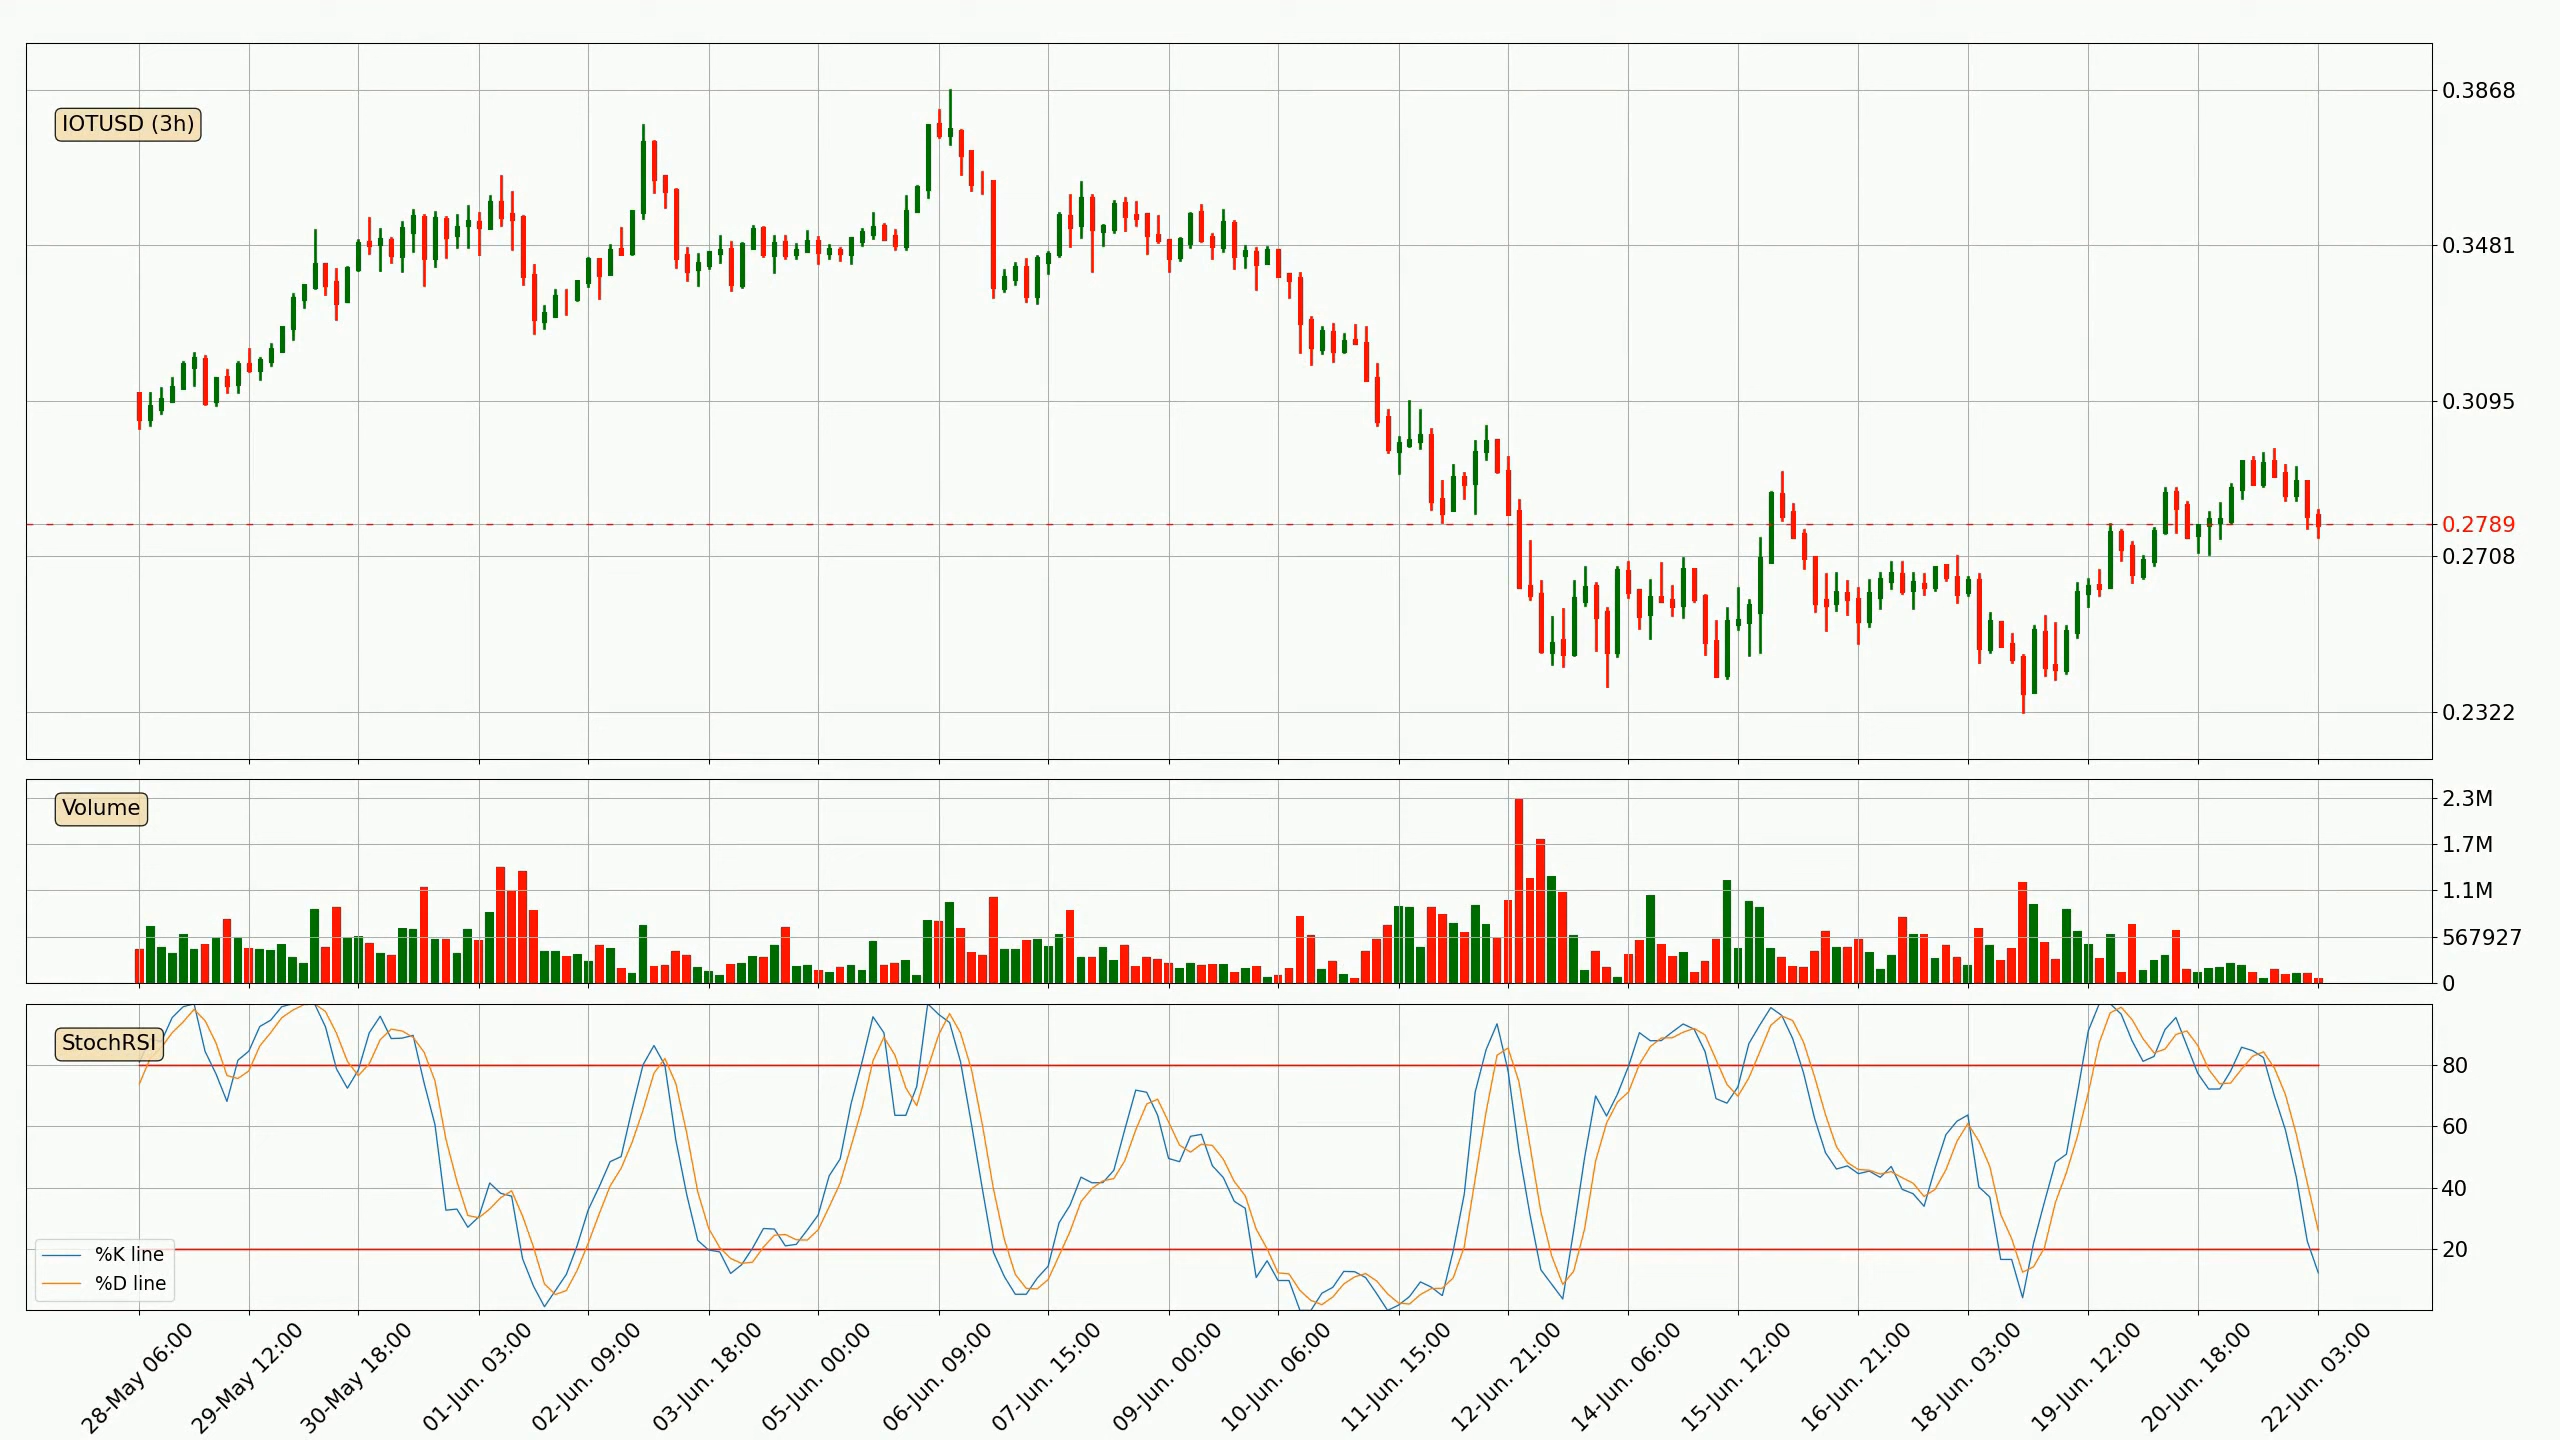 IOTUSD (3h)
0.3868
0.3481
0.3095
0.2789
0.2708
0.2322
Volume
2.3M
1.7M
1.1M
567927
0
StochRSI
80
60
40
20
%K line
%D line
28-May 06:00
29-May 12:00
30-May 18:00
01-Jun. 03:00
02-Jun. 09:00
03-Jun. 18:00
05-Jun. 00:00
06-Jun. 09:00
07-Jun. 15:00
09-Jun. 00:00
10-Jun. 06:00
11-Jun. 15:00
12-Jun. 21:00
14-Jun. 06:00
15-Jun. 12:00
16-Jun. 21:00
18-Jun. 03:00
19-Jun. 12:00
20-Jun. 18:00
22-Jun. 03:00